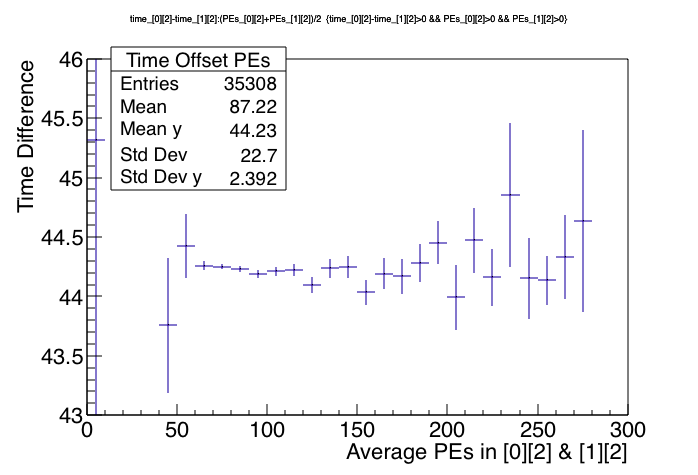 time_[0][2]-time_[1][2]:(PEs_[0][2]+PEs_[1][2])/2 {time_[0][2]-time_[1][2]>0 && PEs_[0][2]>0 && PEs_[1][2]>0}
Time Offset PEs
Entries 35308
Mean 87.22
Mean y 44.23
Std Dev 22.7
Std Dev y 2.392
Time Difference
46
45.5
45
44.5
44
43.5
43
0 50 100 150 200 250 300
Average PEs in [0][2] & [1][2]